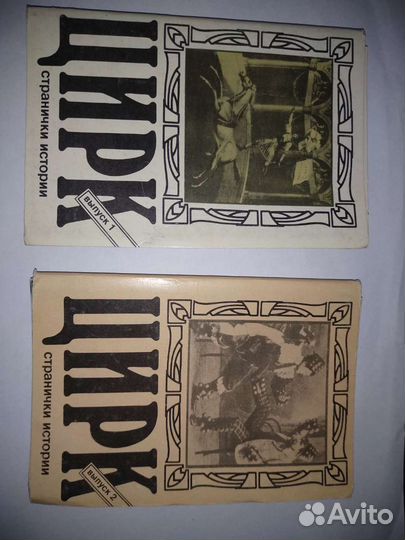 ЦИРК
странички истории
выпуск 1
ЦИРК
странички истории
выпуск 2
Avito